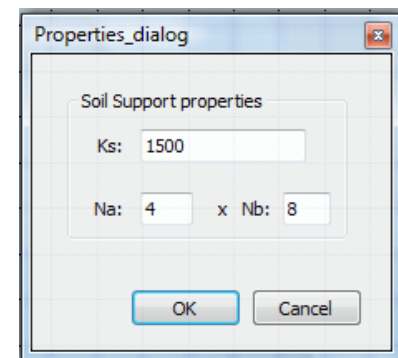 Properties_dialog
Soil Support properties
Ks: 1500
Na: 4 x Nb: 8
OK Cancel